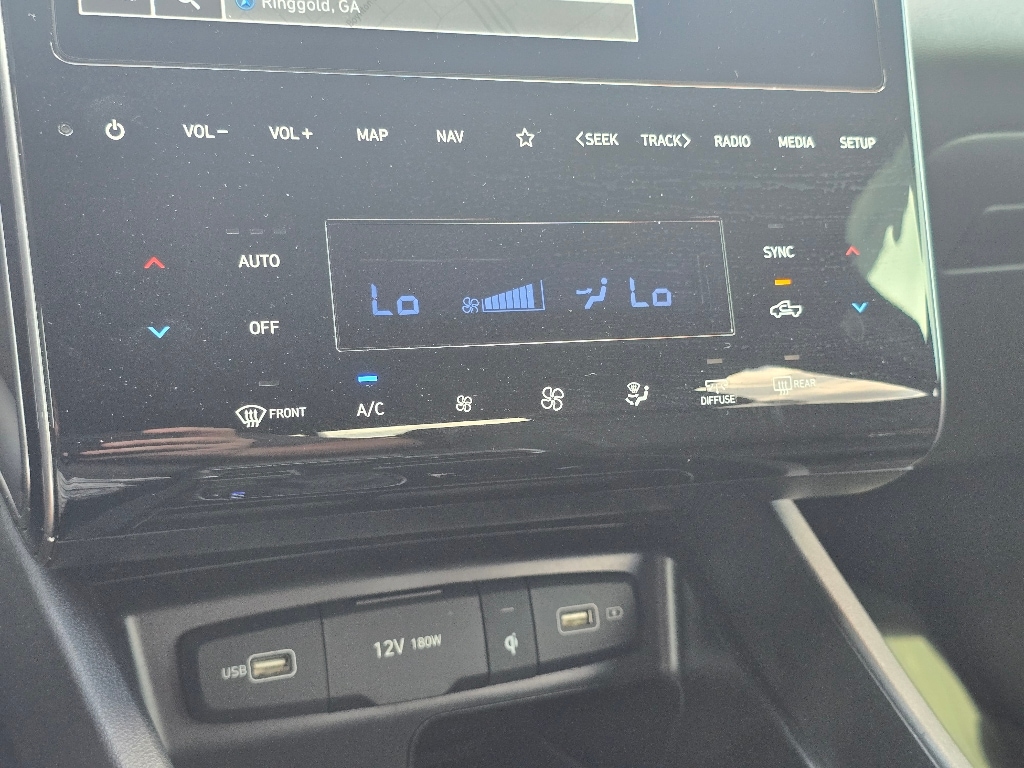 Ringgold, GA
VOL- VOL+ MAP NAV <SEEK TRACK> RADIO MEDIA SETUP
AUTO SYNC
Lo Lo
OFF
FRONT A/C DIFFUSE REAR
USB 12V 180W